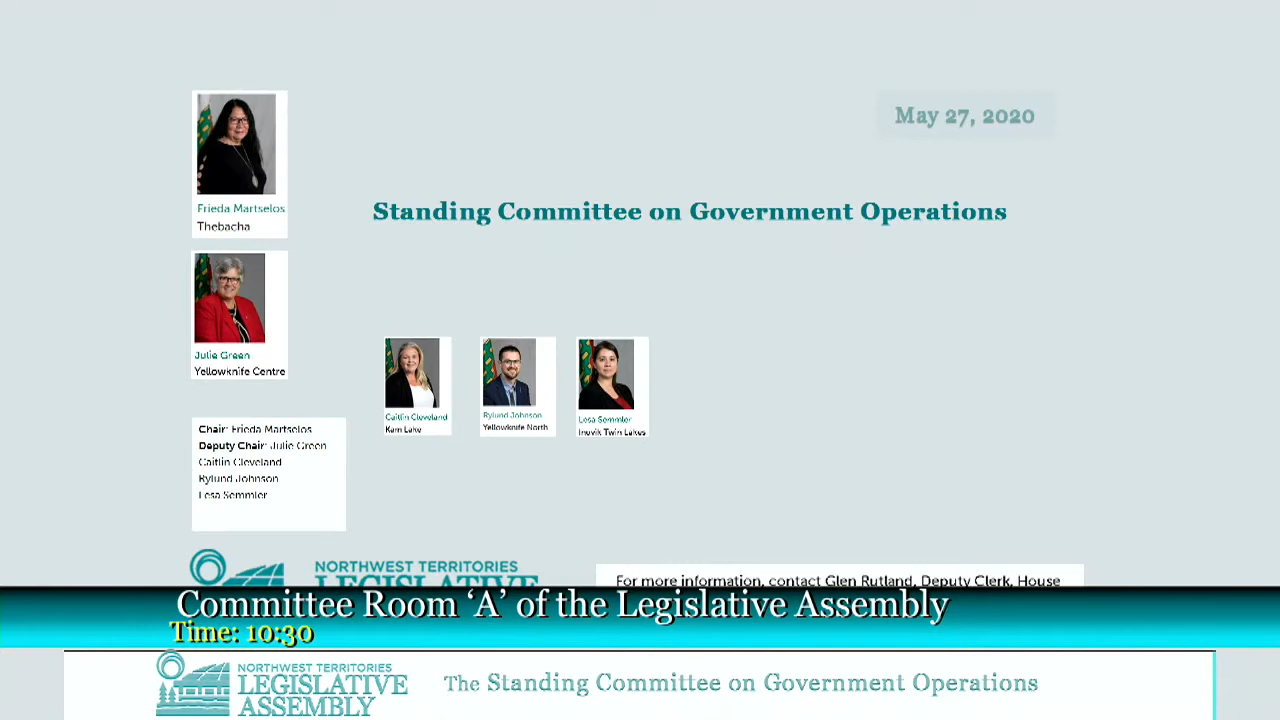 May 27, 2020
Frieda Martselos
Thebacha
Standing Committee on Government Operations
Julie Green
Yellowknife Centre
Caitlin Cleveland
Kam Lake
Rylund Johnson
Yellowknife North
Lesa Semmler
Inuvik Twin Lakes
Chair: Frieda Martselos
Deputy Chair: Julie Green
Caitlin Cleveland
Rylund Johnson
Lesa Semmler
NORTHWEST TERRITORIES
LEGISLATIVE
For more information, contact Glen Rutland, Deputy Clerk, House
Committee Room ‘A’ of the Legislative Assembly
Time: 10:30
NORTHWEST TERRITORIES
LEGISLATIVE
ASSEMBLY
The Standing Committee on Government Operations